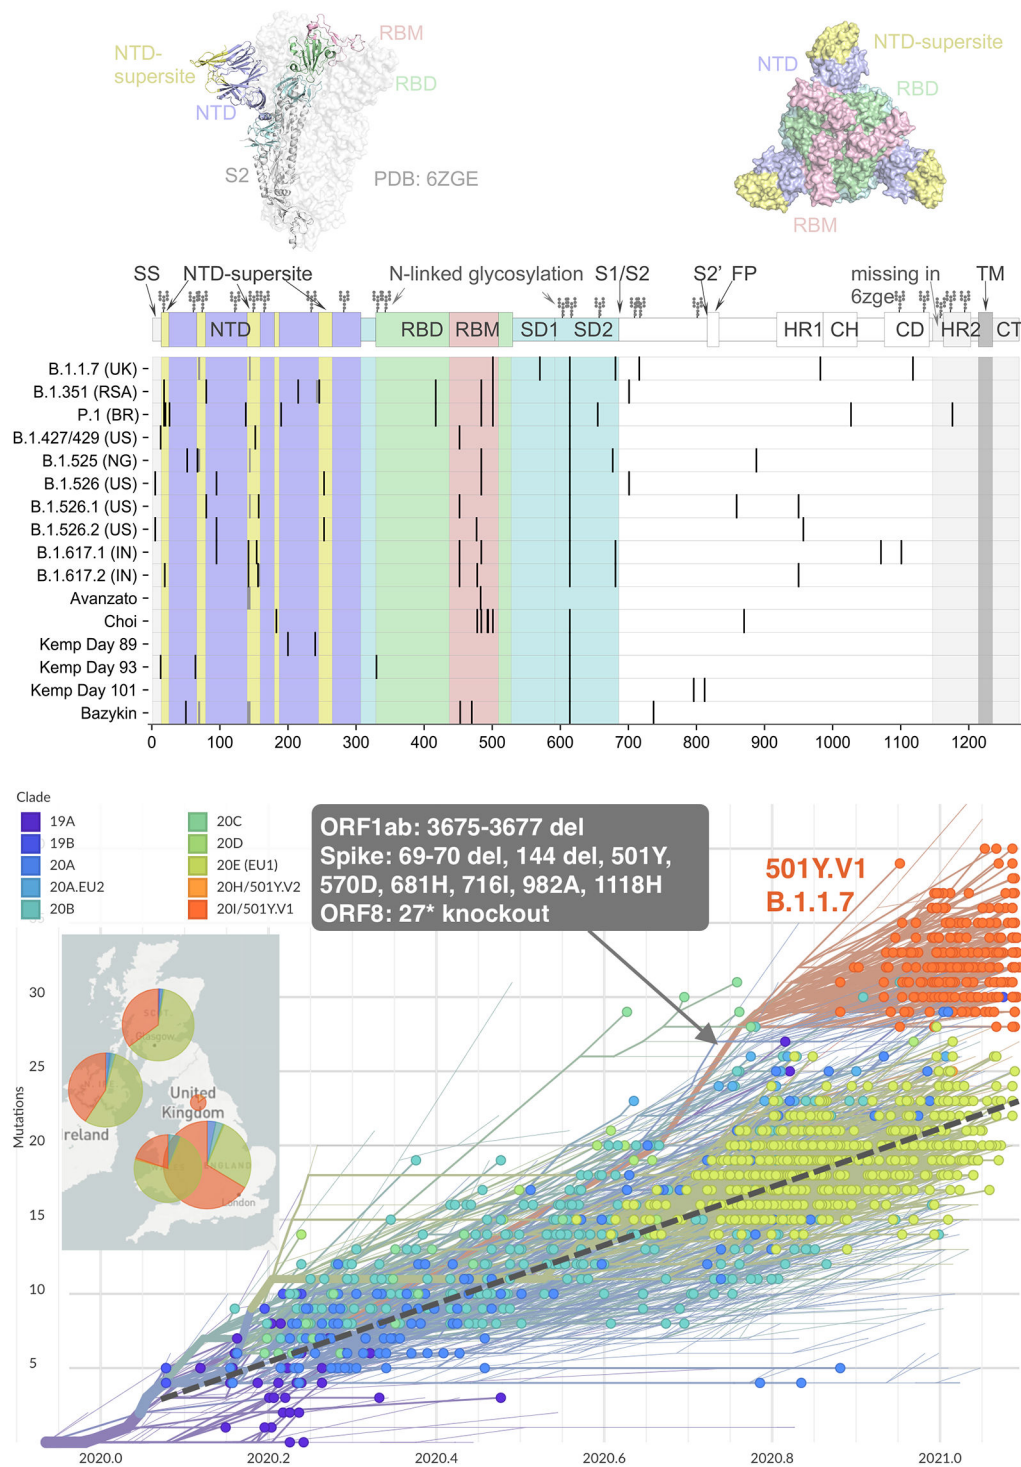 RBM
NTD-
supersite
RBD
NTD
S2
PDB: 6ZGE
NTD-supersite
NTD
RBD
RBM
SS
NTD-supersite
N-linked glycosylation
S1/S2
S2' FP
missing in
6zge
TM
NTD
RBD
RBM
SD1
SD2
HR1
CH
CD
HR2
CT
B.1.1.7 (UK)
B.1.351 (RSA)
P.1 (BR)
B.1.427/429 (US)
B.1.525 (NG)
B.1.526 (US)
B.1.526.1 (US)
B.1.526.2 (US)
B.1.617.1 (IN)
B.1.617.2 (IN)
Avanzato
Choi
Kemp Day 89
Kemp Day 93
Kemp Day 101
Bazykin
0 100 200 300 400 500 600 700 800 900 1000 1100 1200
Clade
19A
19B
20A
20A.EU2
20B
20C
20D
20E (EU1)
20H/501Y.V2
20I/501Y.V1
ORF1ab: 3675-3677 del
Spike: 69-70 del, 144 del, 501Y,
570D, 681H, 716I, 982A, 1118H
ORF8: 27* knockout
501Y.V1
B.1.1.7
Glasgow
United
Kingdom
reland
London
Mutations
30
25
20
15
10
5
2020.0 2020.2 2020.4 2020.6 2020.8 2021.0